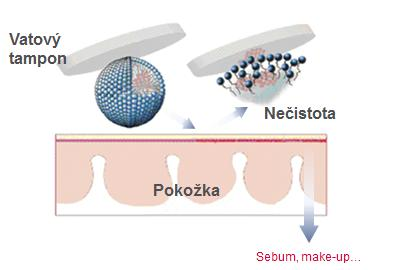 Vatový
tampon
Nečistota
Pokožka
Sebum, make-up...